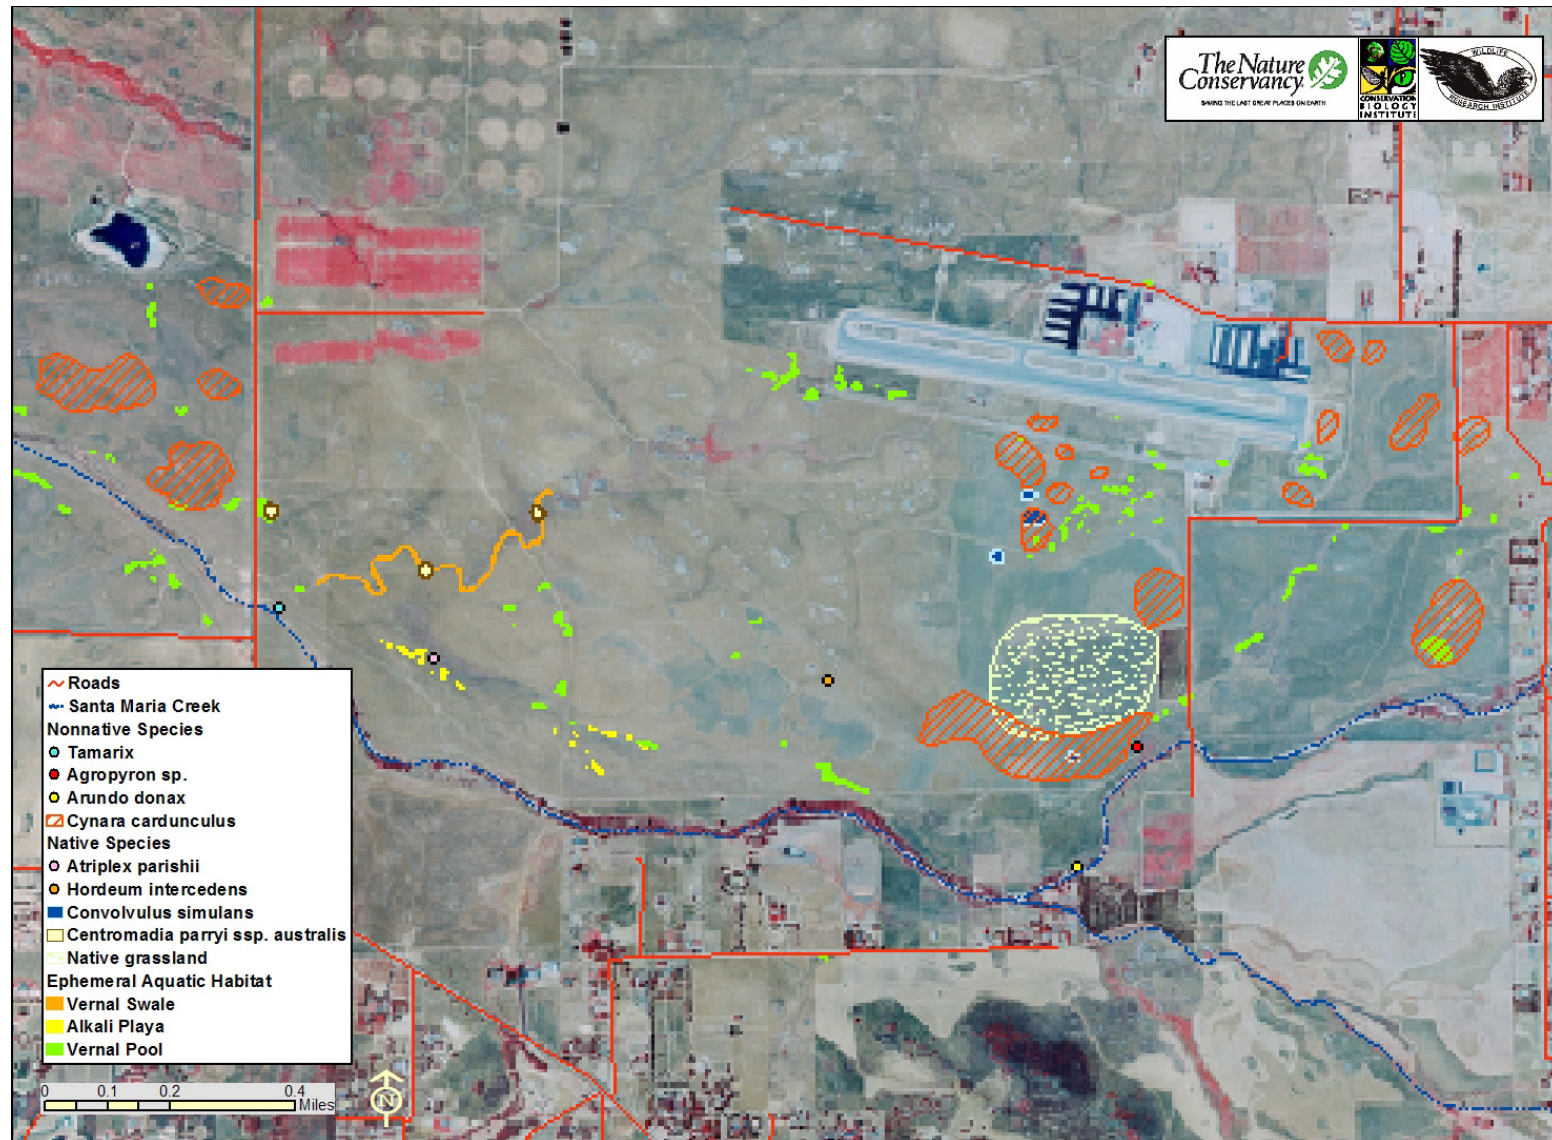 The Nature
Conservancy
SAVING THE LAST GREAT PLACES ON EARTH
CONSERVATION
BIOLOGY
INSTITUTE
WILDLIFE
RESEARCH INSTITUTE
Roads
Santa Maria Creek
Nonnative Species
Tamarix
Agropyron sp.
Arundo donax
Cynara cardunculus
Native Species
Atriplex parishii
Hordeum intercedens
Convolvulus simulans
Centromadia parryi ssp. australis
Native grassland
Ephemeral Aquatic Habitat
Vernal Swale
Alkali Playa
Vernal Pool
0 0.1 0.2 0.4
Miles
N